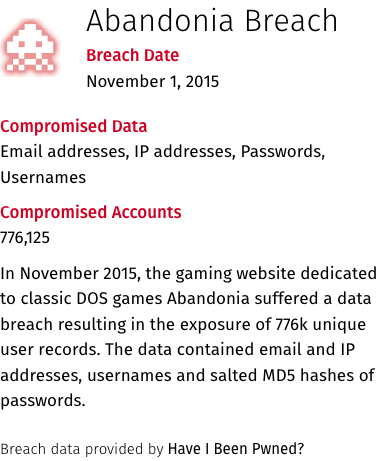 Abandonia Breach
Breach Date
November 1, 2015
Compromised Data
Email addresses, IP addresses, Passwords,
Usernames
Compromised Accounts
776,125
In November 2015, the gaming website dedicated
to classic DOS games Abandonia suffered a data
breach resulting in the exposure of 776k unique
user records. The data contained email and IP
addresses, usernames and salted MD5 hashes of
passwords.
Breach data provided by Have I Been Pwned?